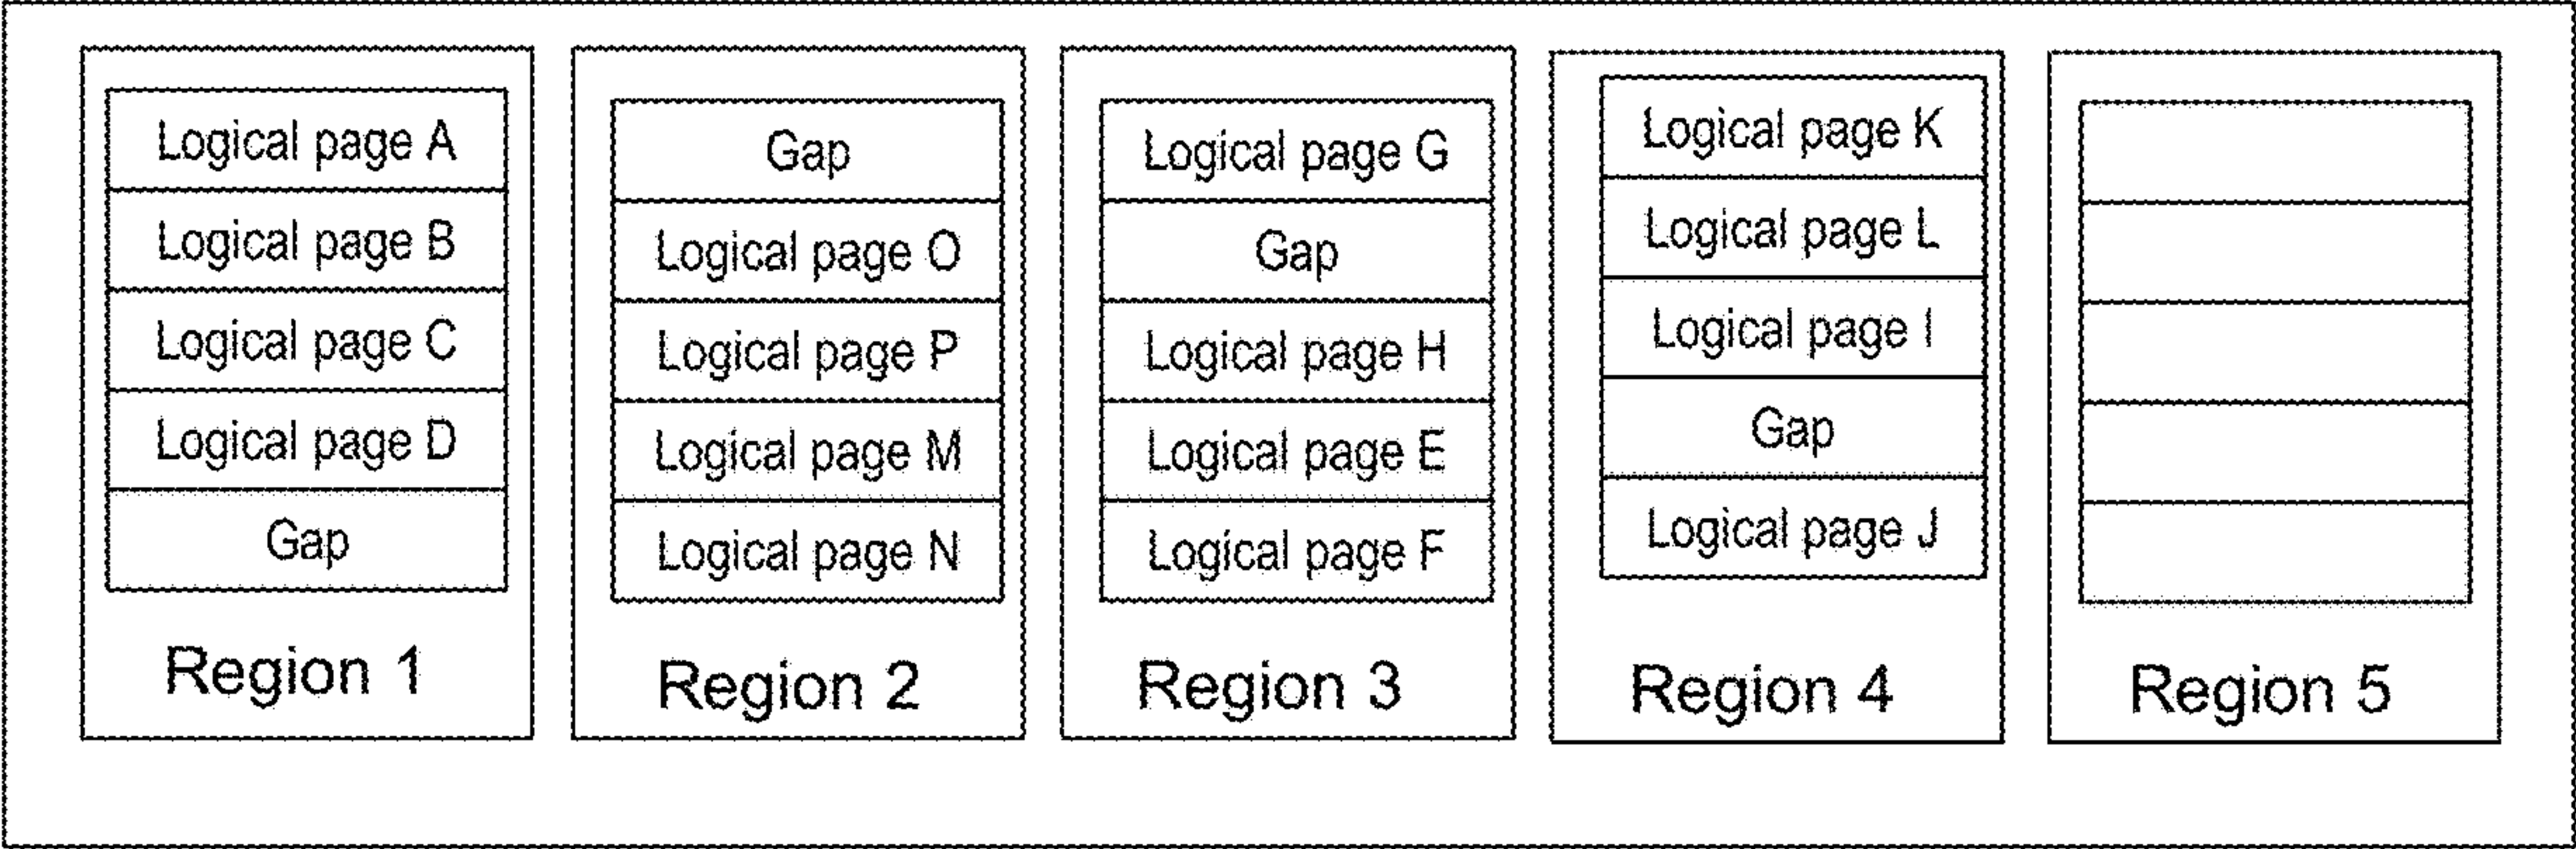 Logical page A
Logical page B
Logical page C
Logical page D
Gap
Region 1
Gap
Logical page O
Logical page P
Logical page M
Logical page N
Region 2
Logical page G
Gap
Logical page H
Logical page E
Logical page F
Region 3
Logical page K
Logical page L
Logical page I
Gap
Logical page J
Region 4
Region 5